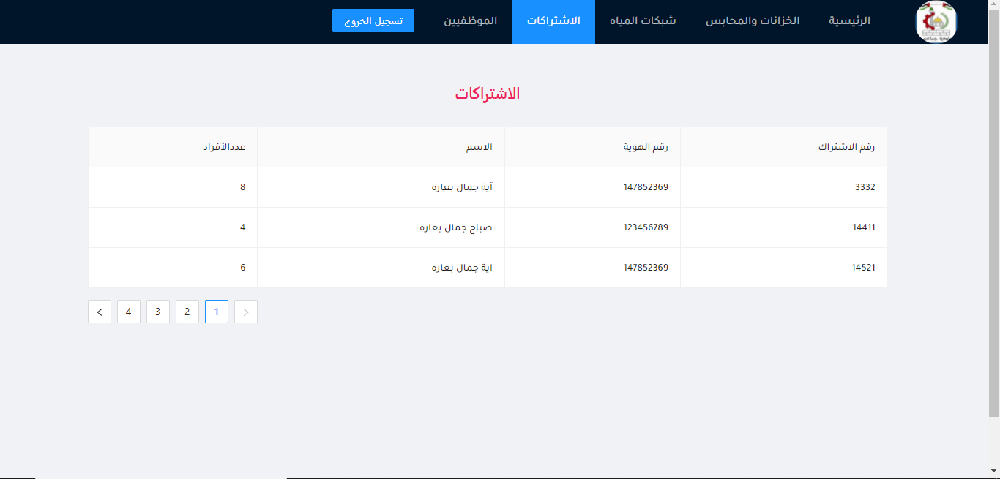 الرئيسية الخزانات والمحابس شبكات المياه الاشتراكات الموظفيين تسجيل الخروج
الاشتراكات
رقم الاشتراك رقم الهوية الاسم عددالأفراد
3332 147852369 آية جمال بعاره 8
14411 123456789 صباح جمال بعاره 4
14521 147852369 آية جمال بعاره 6
1 2 3 4